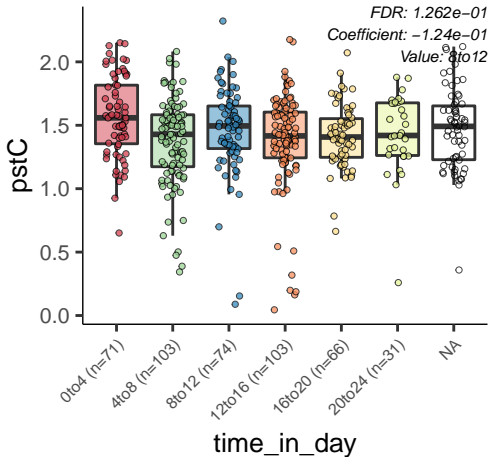 FDR: 1.262e−01
Coefficient: −1.24e−01
Value: 8to12
pstC
2.0
1.5
1.0
0.5
0.0
0to4 (n=71)
4to8 (n=103)
8to12 (n=74)
12to16 (n=103)
16to20 (n=66)
20to24 (n=31)
NA
time_in_day